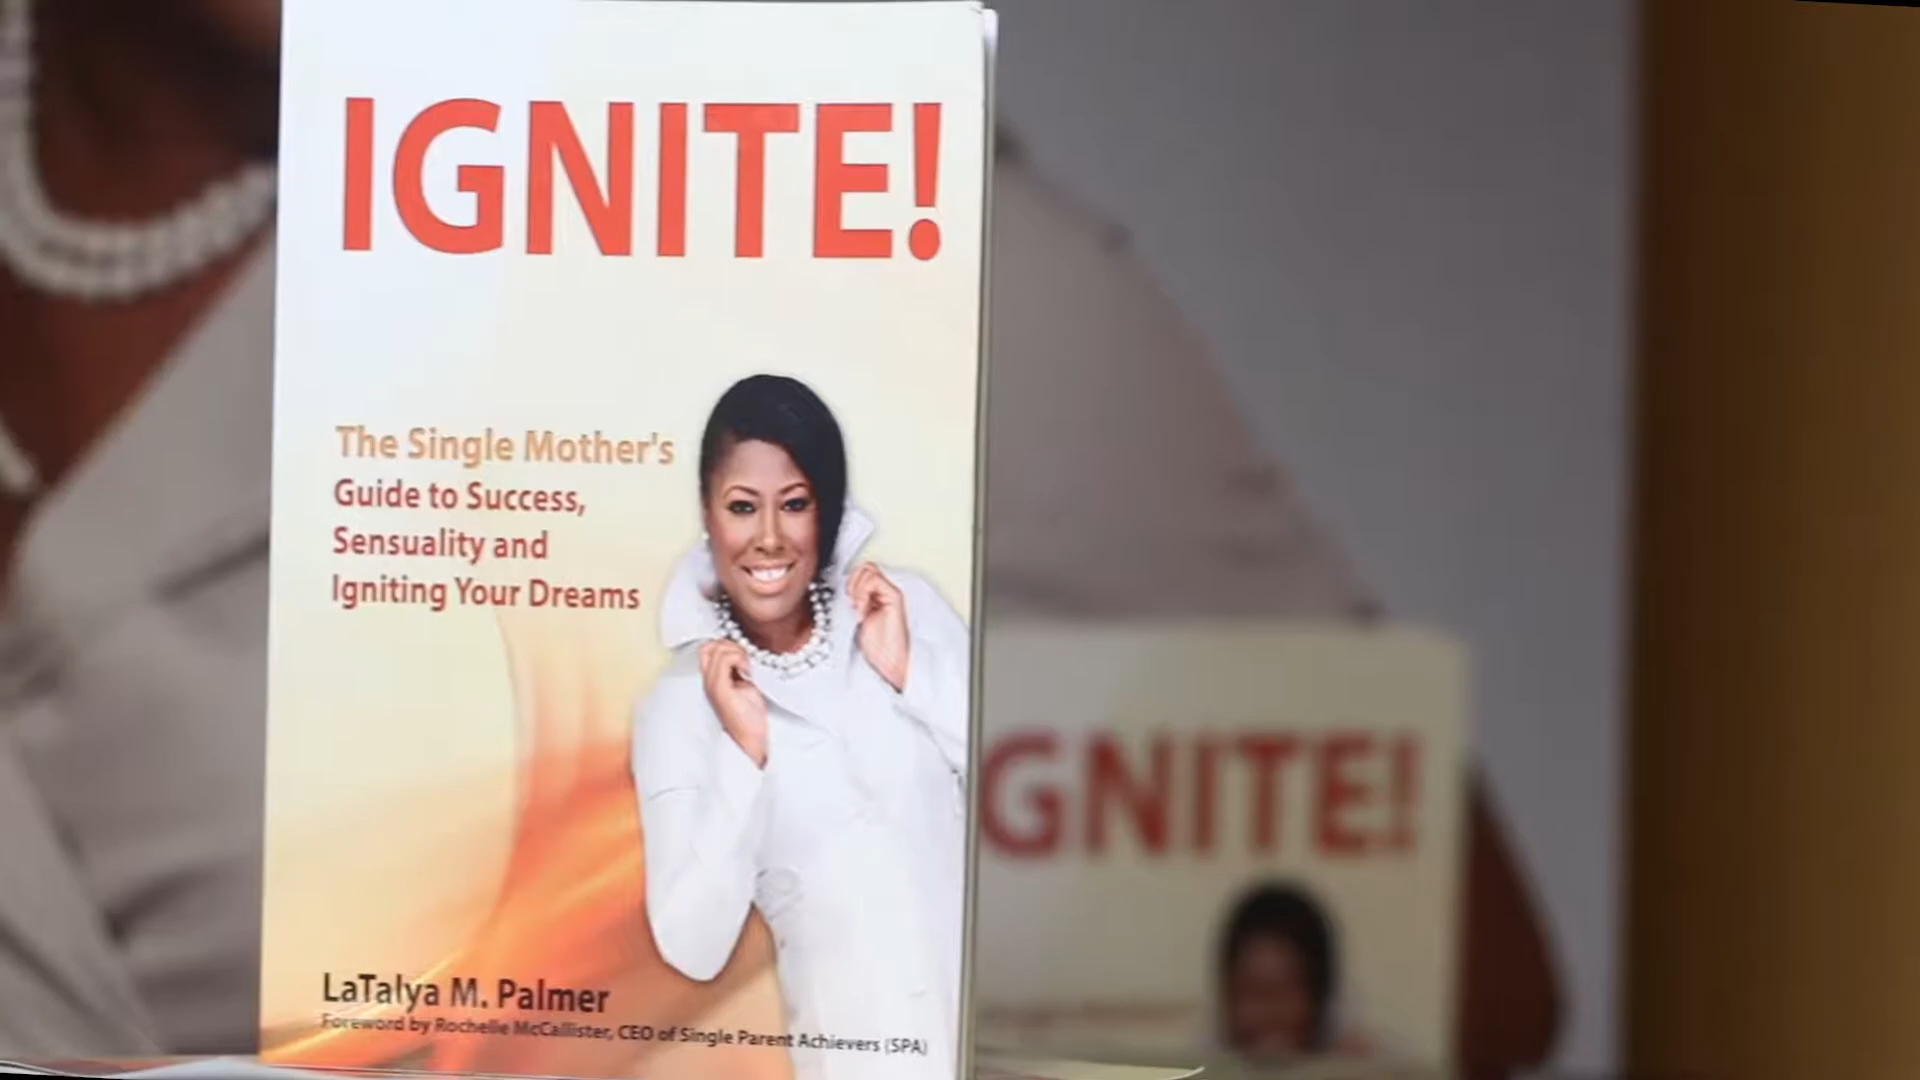 IGNITE!
The Single Mother's
Guide to Success,
Sensuality and
Igniting Your Dreams
LaTalya M. Palmer
Foreword by Rochelle McCallister, CEO of Single Parent Achievers (SPA)
GNITE!